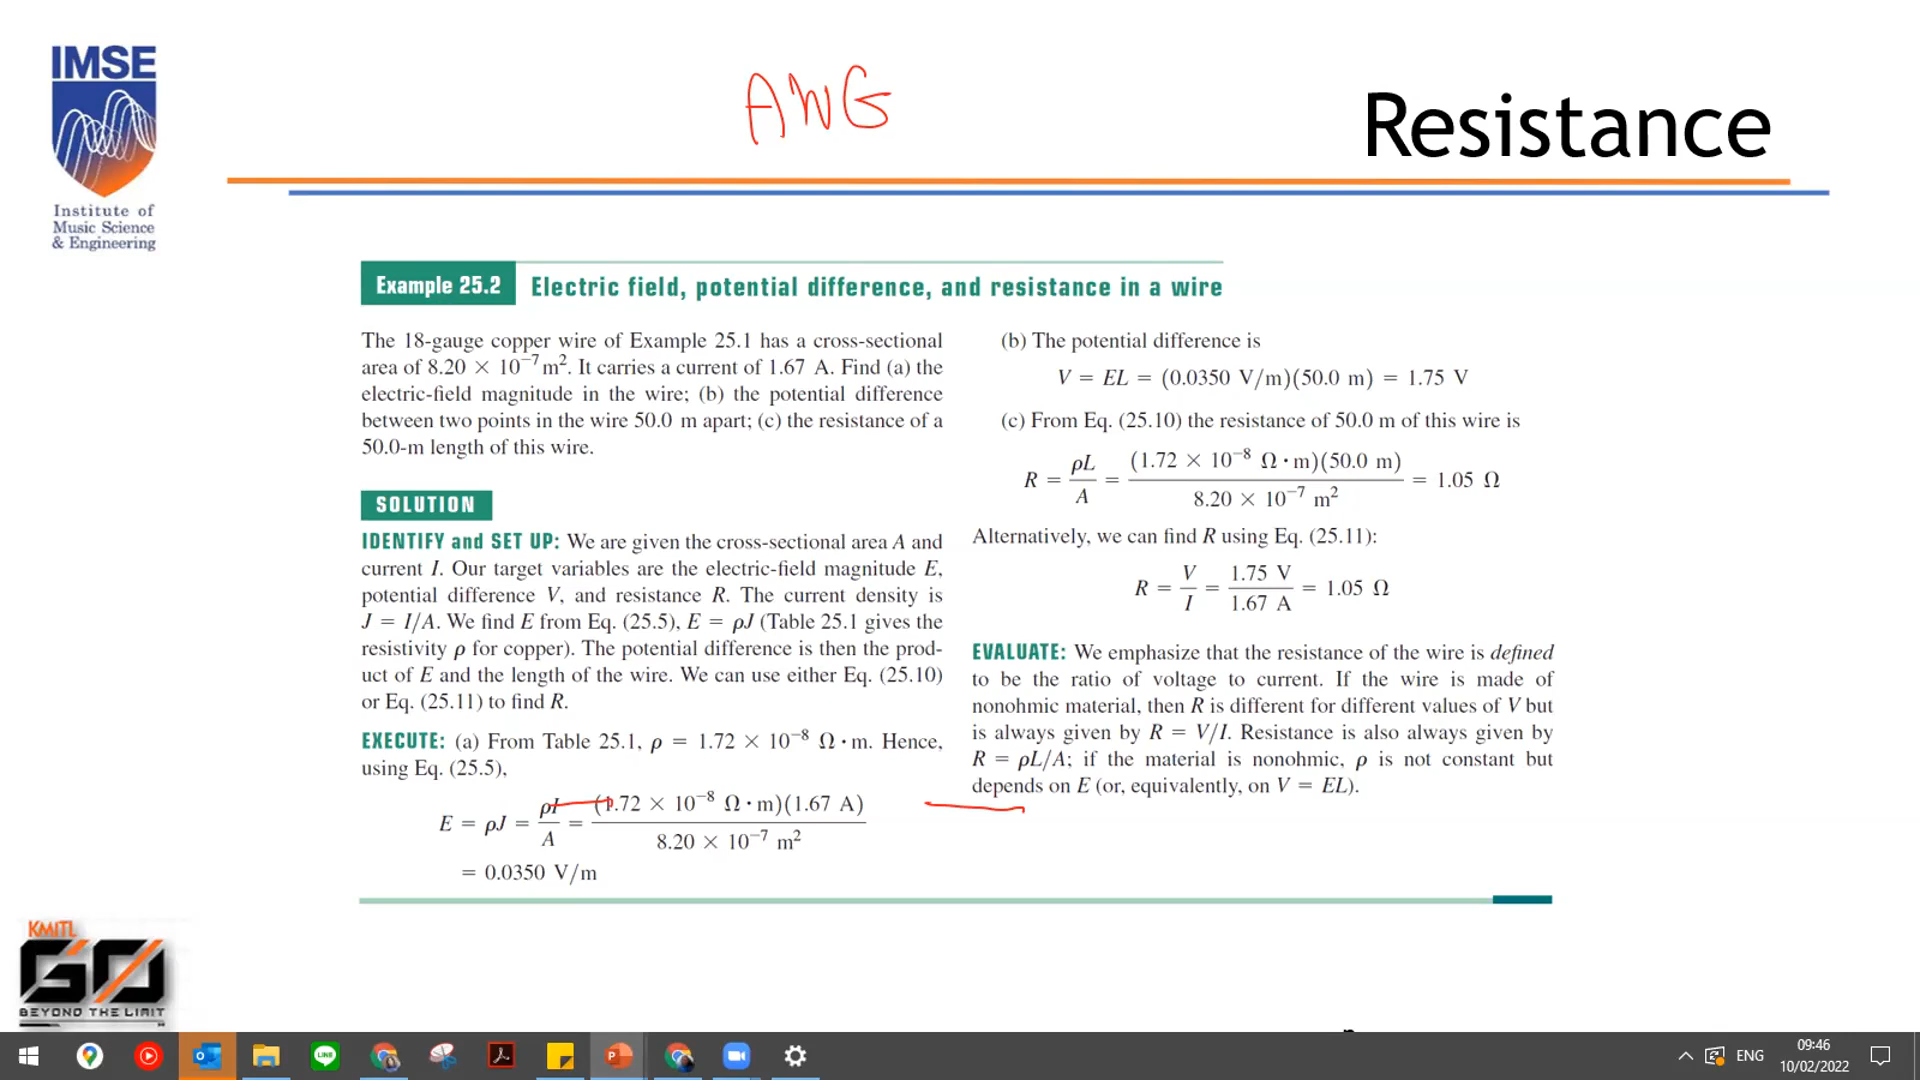 IMSE
Institute of
Music Science
& Engineering
AWG
Resistance
Example 25.2 Electric field, potential difference, and resistance in a wire
The 18-gauge copper wire of Example 25.1 has a cross-sectional
area of 8.20 × 10⁻⁷ m². It carries a current of 1.67 A. Find (a) the
electric-field magnitude in the wire; (b) the potential difference
between two points in the wire 50.0 m apart; (c) the resistance of a
50.0-m length of this wire.
SOLUTION
IDENTIFY and SET UP: We are given the cross-sectional area A and
current I. Our target variables are the electric-field magnitude E,
potential difference V, and resistance R. The current density is
J = I/A. We find E from Eq. (25.5), E = ρJ (Table 25.1 gives the
resistivity ρ for copper). The potential difference is then the prod-
uct of E and the length of the wire. We can use either Eq. (25.10)
or Eq. (25.11) to find R.
EXECUTE: (a) From Table 25.1, ρ = 1.72 × 10⁻⁸ Ω · m. Hence,
using Eq. (25.5),
E = ρJ = ρI/A = (1.72 × 10⁻⁸ Ω · m)(1.67 A) / 8.20 × 10⁻⁷ m²
= 0.0350 V/m
(b) The potential difference is
V = EL = (0.0350 V/m)(50.0 m) = 1.75 V
(c) From Eq. (25.10) the resistance of 50.0 m of this wire is
R = ρL/A = (1.72 × 10⁻⁸ Ω · m)(50.0 m) / 8.20 × 10⁻⁷ m² = 1.05 Ω
Alternatively, we can find R using Eq. (25.11):
R = V/I = 1.75 V / 1.67 A = 1.05 Ω
EVALUATE: We emphasize that the resistance of the wire is defined
to be the ratio of voltage to current. If the wire is made of
nonohmic material, then R is different for different values of V but
is always given by R = V/I. Resistance is also always given by
R = ρL/A; if the material is nonohmic, ρ is not constant but
depends on E (or, equivalently, on V = EL).
KMITL
GO
BEYOND THE LIMIT
LINE
ENG
09:46
10/02/2022